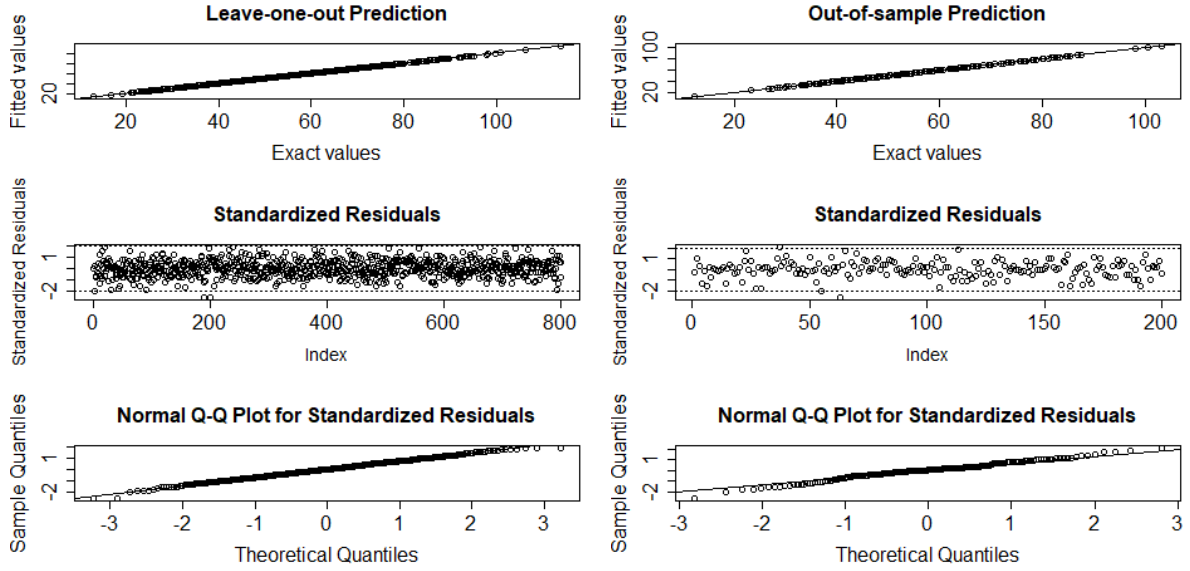 Leave-one-out Prediction
Fitted values
20
20 40 60 80 100
Exact values
Out-of-sample Prediction
Fitted values
100
20
20 40 60 80 100
Exact values
Standardized Residuals
Standardized Residuals
1
-2
0 200 400 600 800
Index
Standardized Residuals
Standardized Residuals
1
-2
0 50 100 150 200
Index
Normal Q-Q Plot for Standardized Residuals
Sample Quantiles
1
-2
-3 -2 -1 0 1 2 3
Theoretical Quantiles
Normal Q-Q Plot for Standardized Residuals
Sample Quantiles
1
-2
-3 -2 -1 0 1 2 3
Theoretical Quantiles